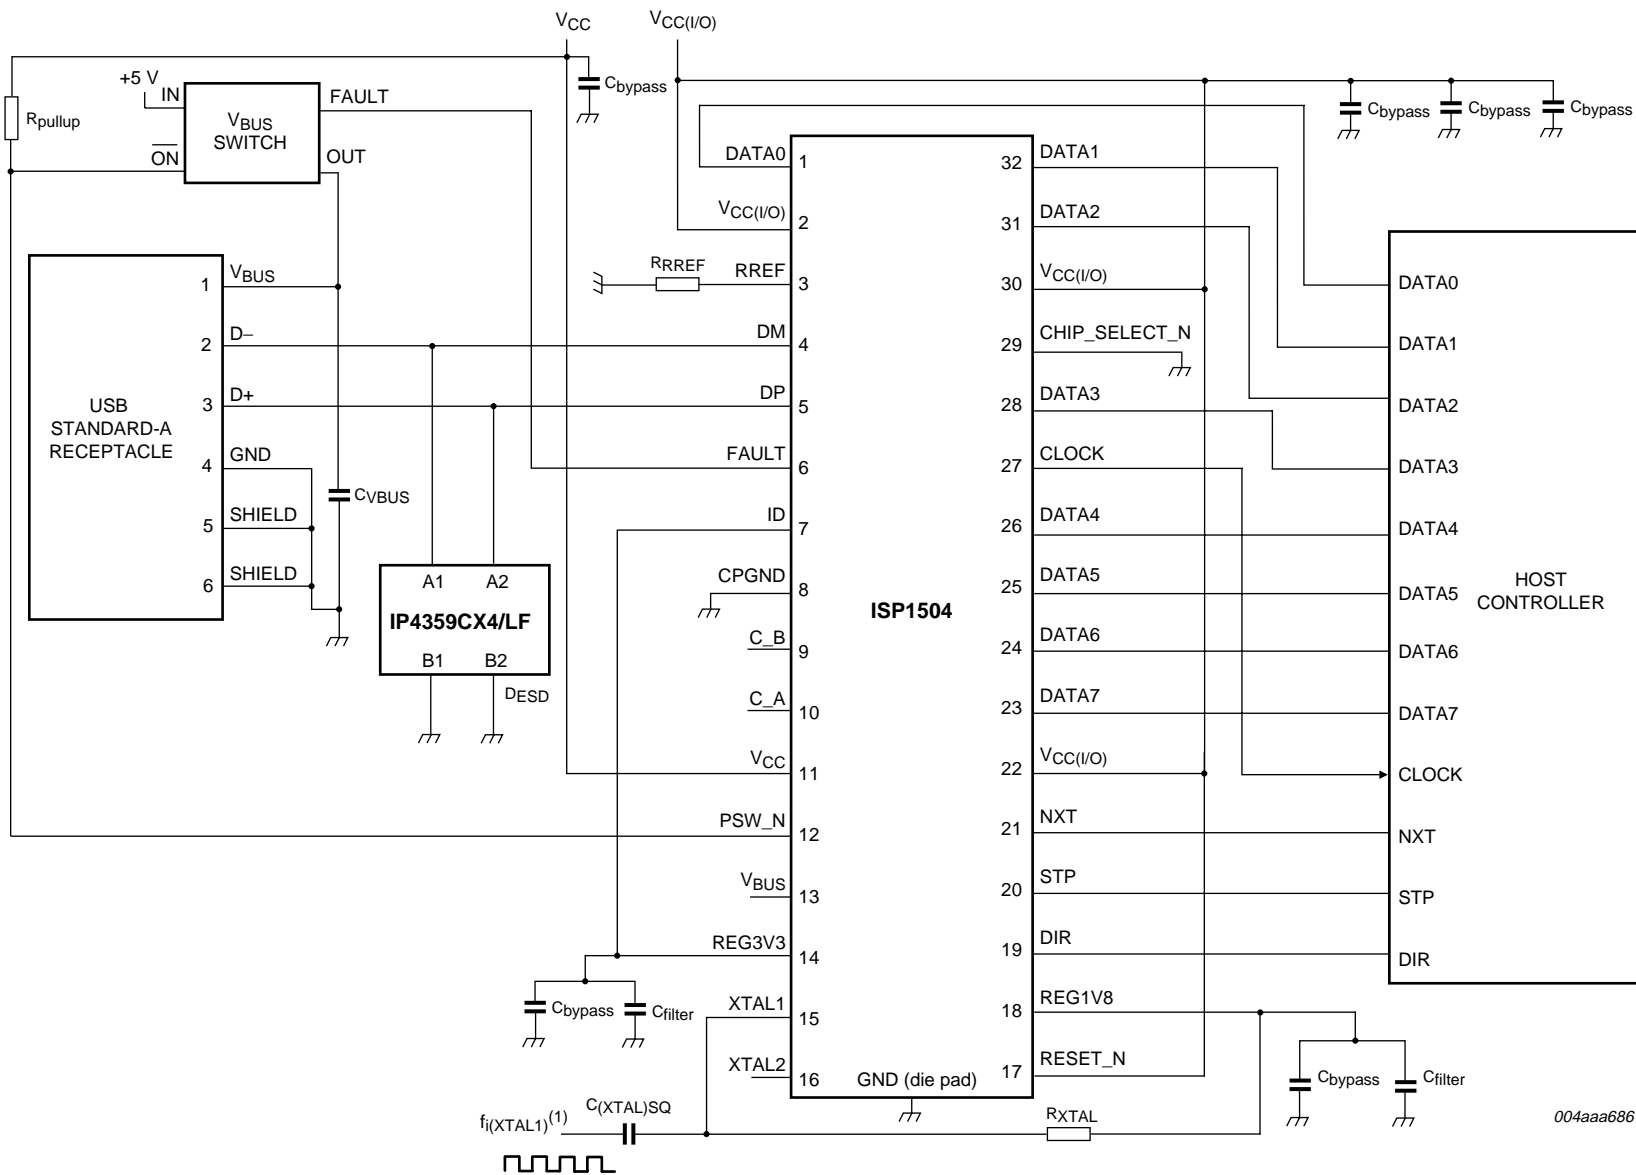 VCC
VCC(I/O)
+5 V
IN
FAULT
Cbypass
Cbypass
Cbypass
Cbypass
Rpullup
VBUS
SWITCH
ON
OUT
DATA0
1
32
DATA1
VCC(I/O)
2
31
DATA2
RRREF
RREF
3
30
VCC(I/O)
DATA0
1
VBUS
2
D−
DM
4
29
CHIP_SELECT_N
DATA1
3
D+
DP
5
28
DATA3
DATA2
USB
STANDARD-A
RECEPTACLE
4
GND
FAULT
6
27
CLOCK
DATA3
CVBUS
5
SHIELD
ID
7
26
DATA4
DATA4
6
SHIELD
A1
A2
CPGND
8
25
DATA5
DATA5
HOST
CONTROLLER
IP4359CX4/LF
ISP1504
C_B
9
24
DATA6
DATA6
B1
B2
DESD
C_A
10
23
DATA7
DATA7
VCC
11
22
VCC(I/O)
CLOCK
PSW_N
12
21
NXT
NXT
VBUS
13
20
STP
STP
REG3V3
14
19
DIR
DIR
Cbypass
Cfilter
XTAL1
15
18
REG1V8
XTAL2
16
GND (die pad)
17
RESET_N
Cbypass
Cfilter
fi(XTAL1)(1)
C(XTAL)SQ
RXTAL
004aaa686